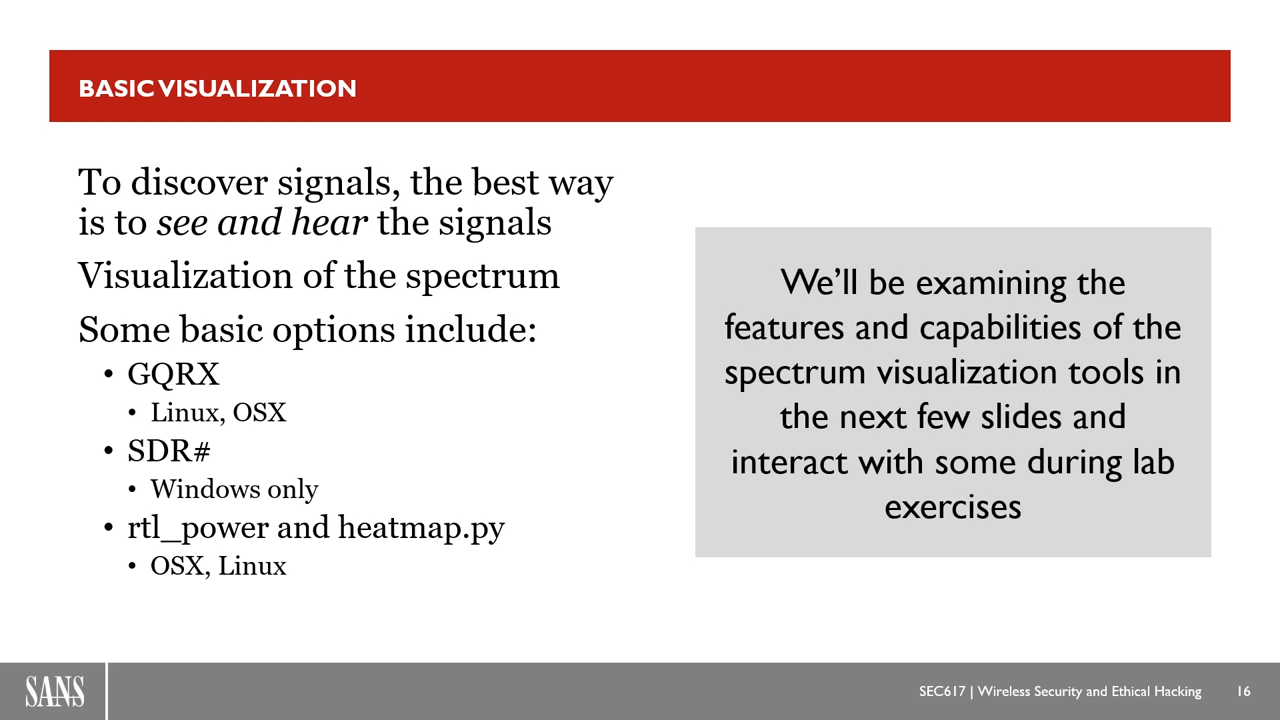 BASIC VISUALIZATION
To discover signals, the best way
is to see and hear the signals
Visualization of the spectrum
Some basic options include:
• GQRX
• Linux, OSX
• SDR#
• Windows only
• rtl_power and heatmap.py
• OSX, Linux
We’ll be examining the
features and capabilities of the
spectrum visualization tools in
the next few slides and
interact with some during lab
exercises
SANS
SEC617 | Wireless Security and Ethical Hacking 16